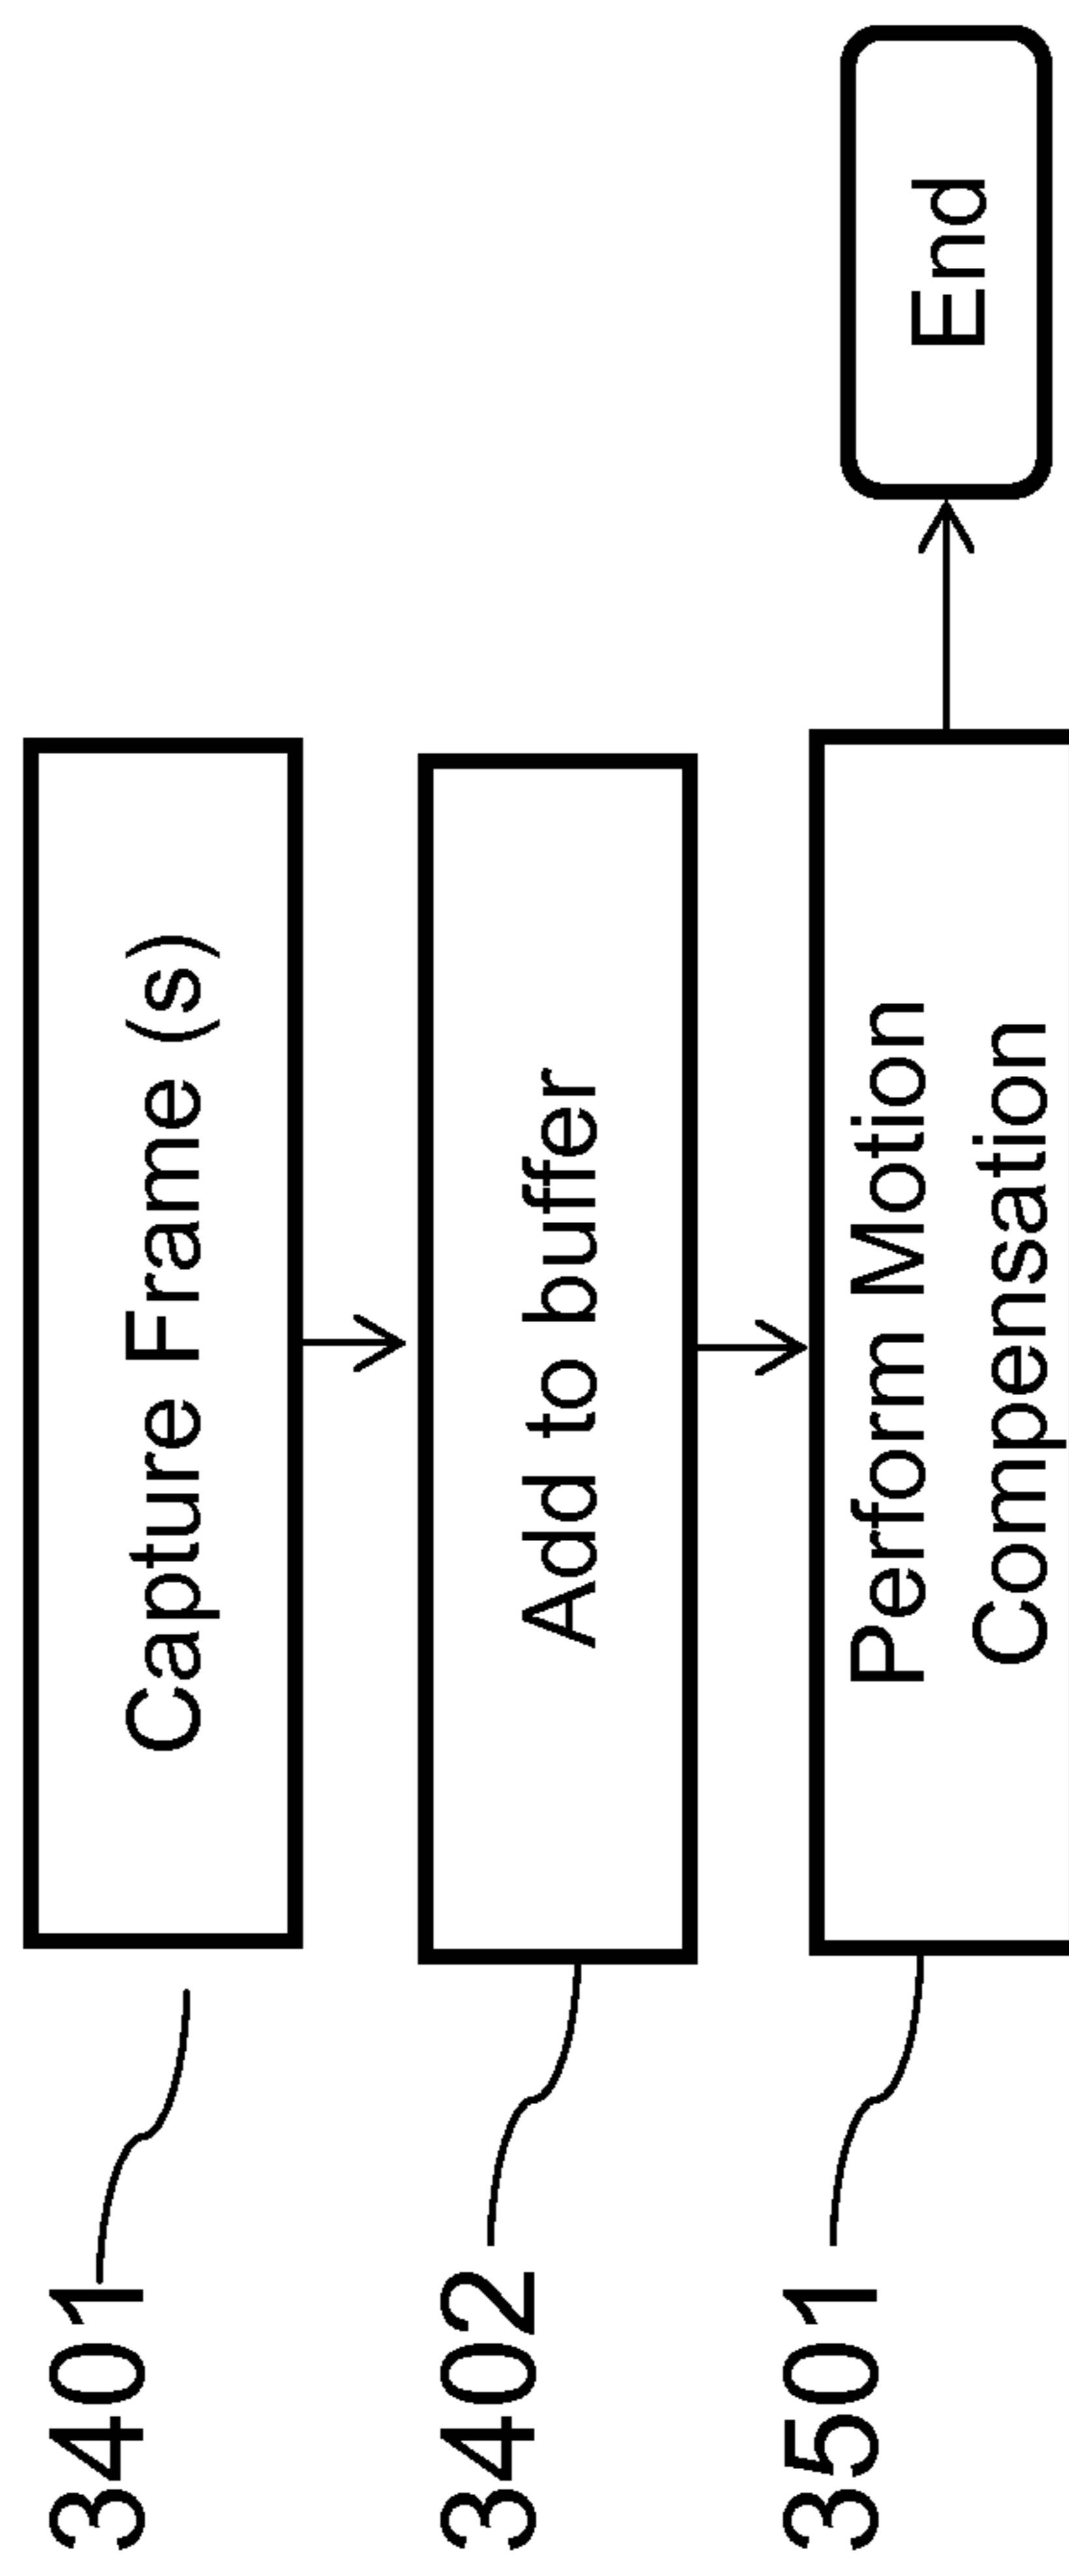 3401
Capture Frame (s)
3402
Add to buffer
3501
Perform Motion
Compensation
End